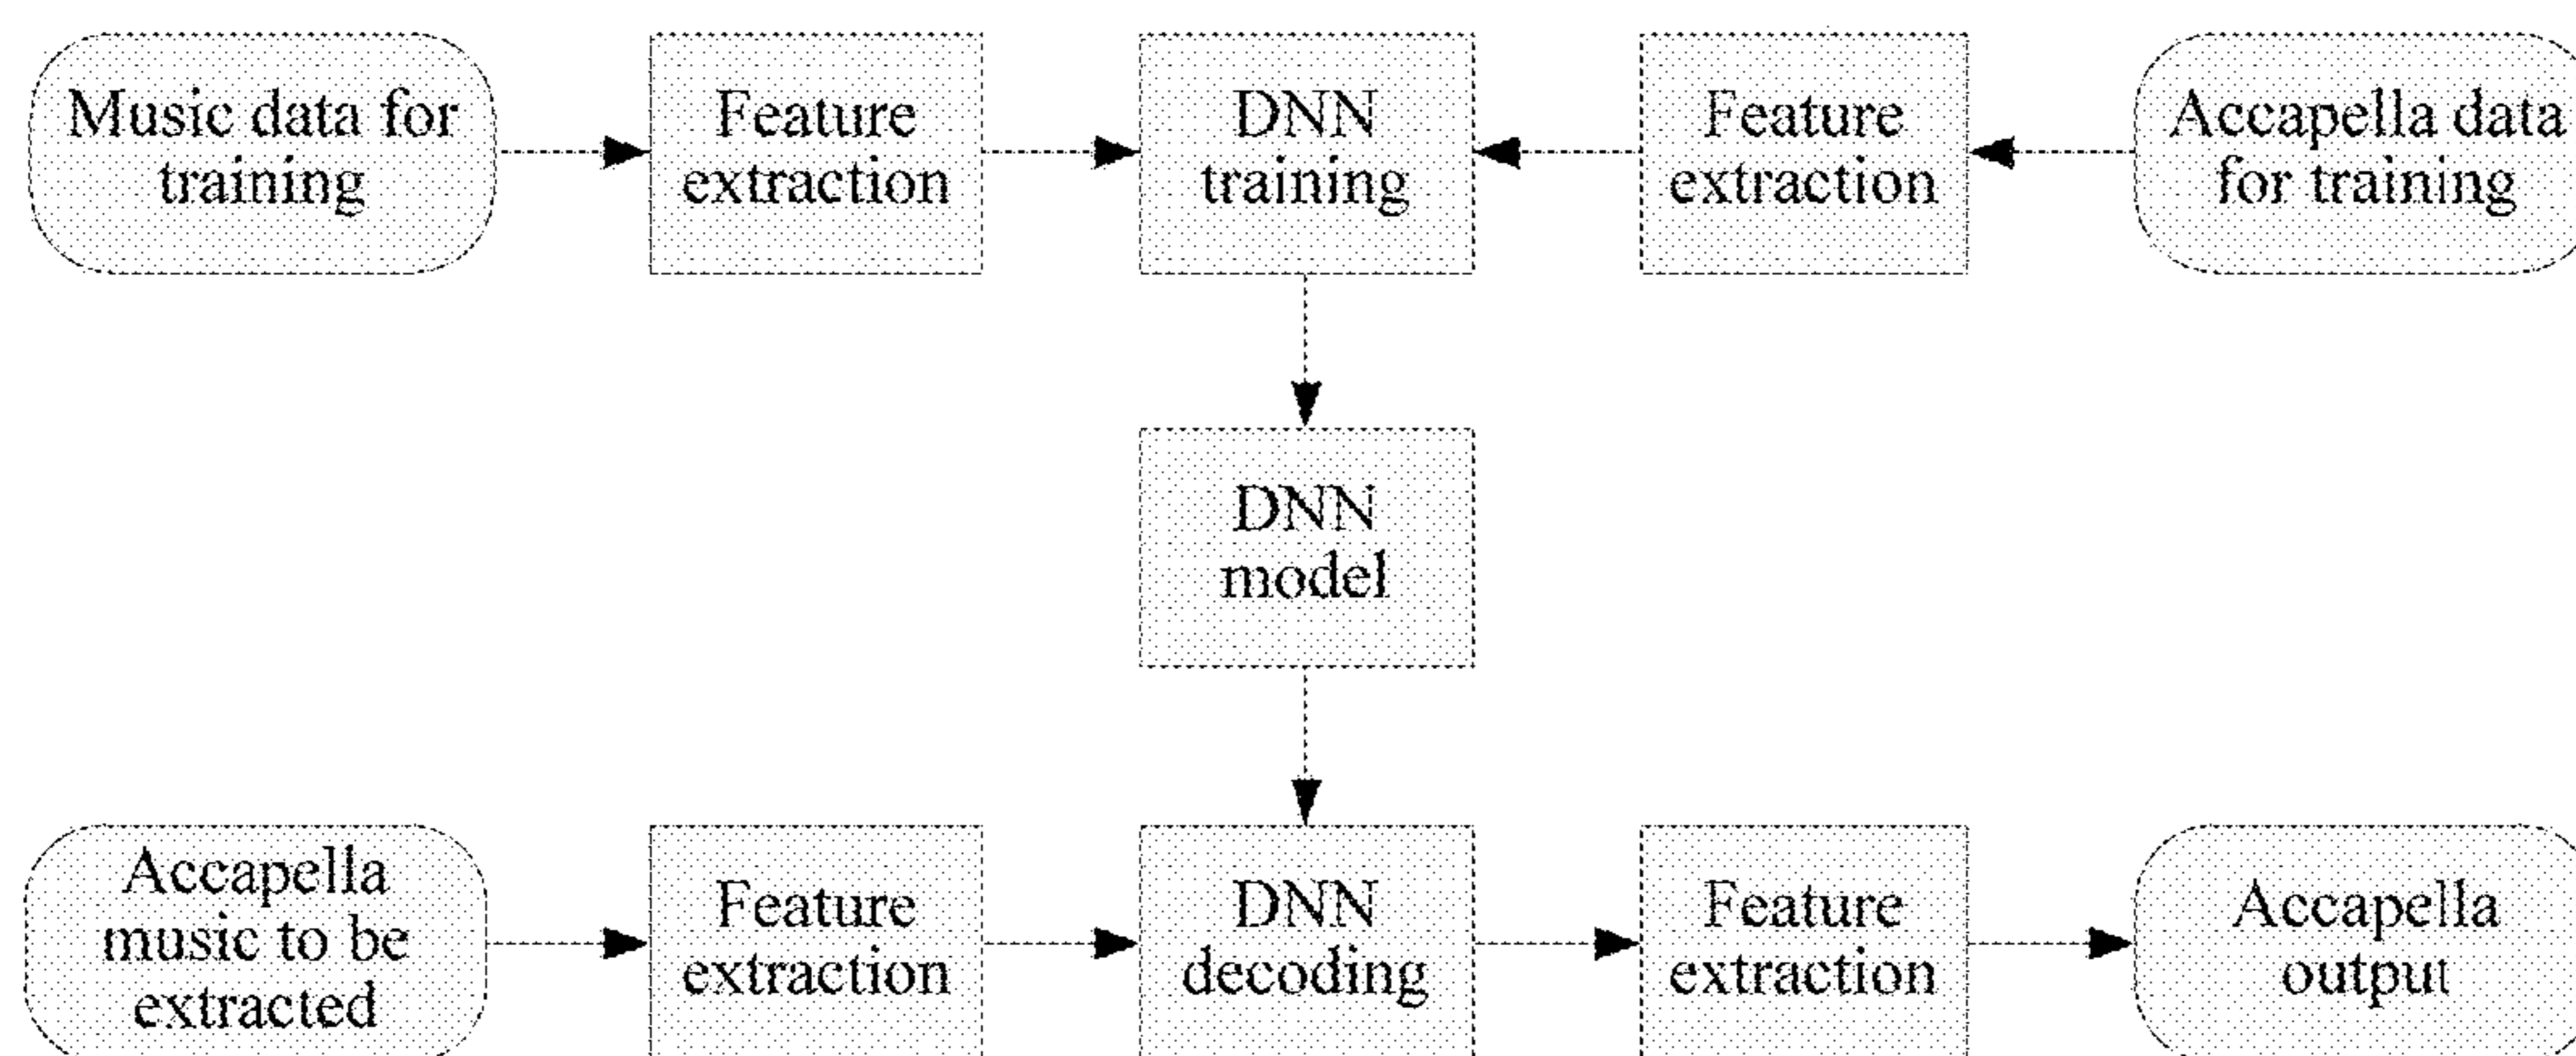 Music data for
training
Feature
extraction
DNN
training
Feature
extraction
Accapella data
for training
DNN
model
Accapella
music to be
extracted
Feature
extraction
DNN
decoding
Feature
extraction
Accapella
output